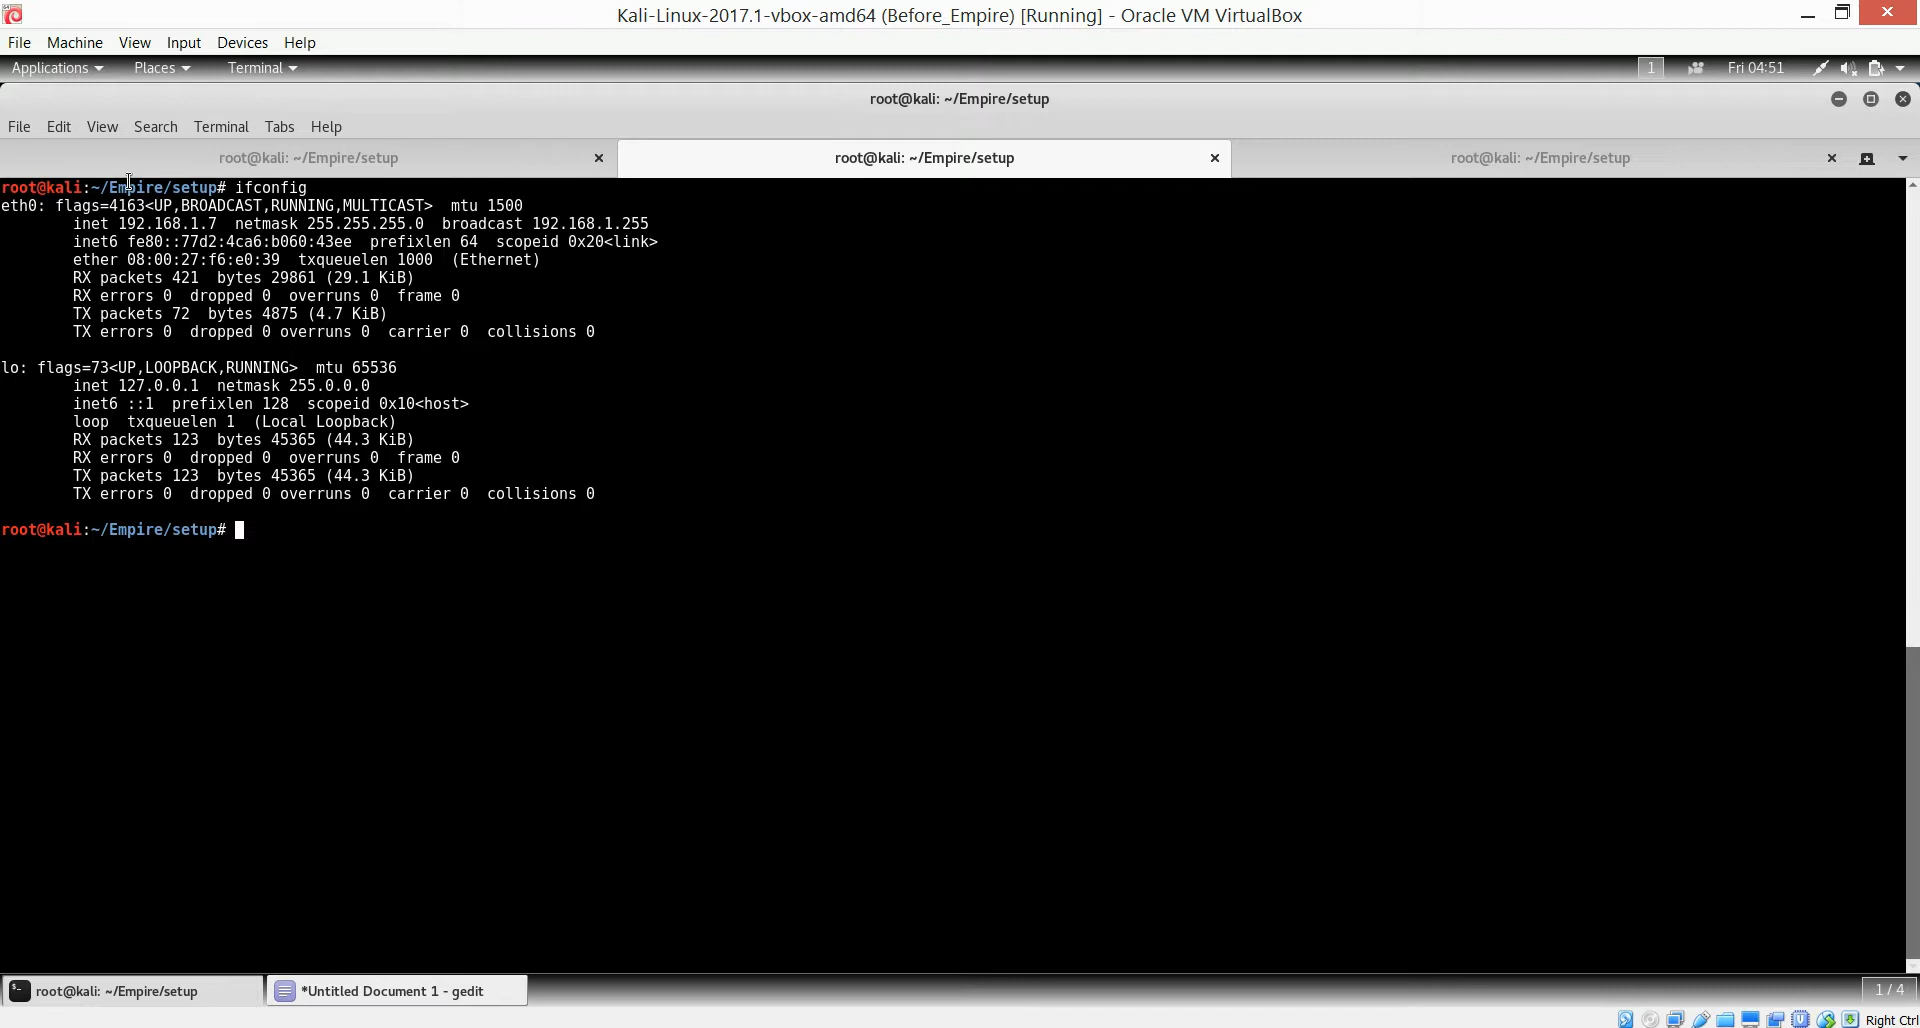 Kali-Linux-2017.1-vbox-amd64 (Before_Empire) [Running] - Oracle VM VirtualBox
File Machine View Input Devices Help
Applications Places Terminal 1 Fri 04:51
root@kali: ~/Empire/setup
File Edit View Search Terminal Tabs Help
root@kali: ~/Empire/setup root@kali: ~/Empire/setup root@kali: ~/Empire/setup
root@kali:~/Empire/setup# ifconfig
eth0: flags=4163<UP,BROADCAST,RUNNING,MULTICAST>  mtu 1500
        inet 192.168.1.7  netmask 255.255.255.0  broadcast 192.168.1.255
        inet6 fe80::77d2:4ca6:b060:43ee  prefixlen 64  scopeid 0x20<link>
        ether 08:00:27:f6:e0:39  txqueuelen 1000  (Ethernet)
        RX packets 421  bytes 29861 (29.1 KiB)
        RX errors 0  dropped 0  overruns 0  frame 0
        TX packets 72  bytes 4875 (4.7 KiB)
        TX errors 0  dropped 0 overruns 0  carrier 0  collisions 0
lo: flags=73<UP,LOOPBACK,RUNNING>  mtu 65536
        inet 127.0.0.1  netmask 255.0.0.0
        inet6 ::1  prefixlen 128  scopeid 0x10<host>
        loop  txqueuelen 1  (Local Loopback)
        RX packets 123  bytes 45365 (44.3 KiB)
        RX errors 0  dropped 0  overruns 0  frame 0
        TX packets 123  bytes 45365 (44.3 KiB)
        TX errors 0  dropped 0 overruns 0  carrier 0  collisions 0
root@kali:~/Empire/setup#
root@kali: ~/Empire/setup *Untitled Document 1 - gedit 1 / 4
Right Ctrl